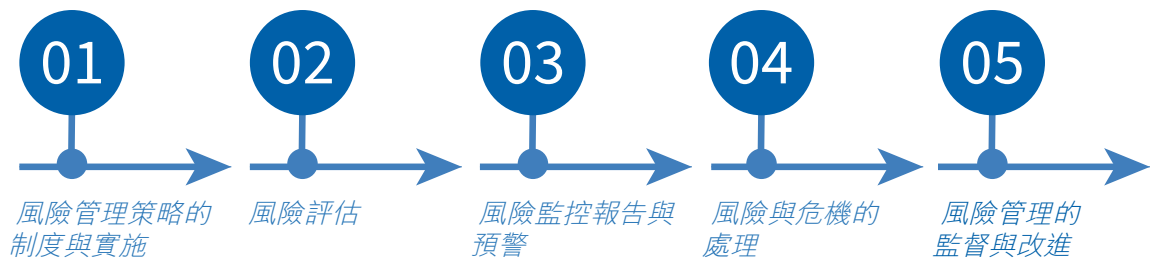 01
02
03
04
05
風險管理策略的
制度與實施
風險評估
風險監控報告與
預警
風險與危機的
處理
風險管理的
監督與改進